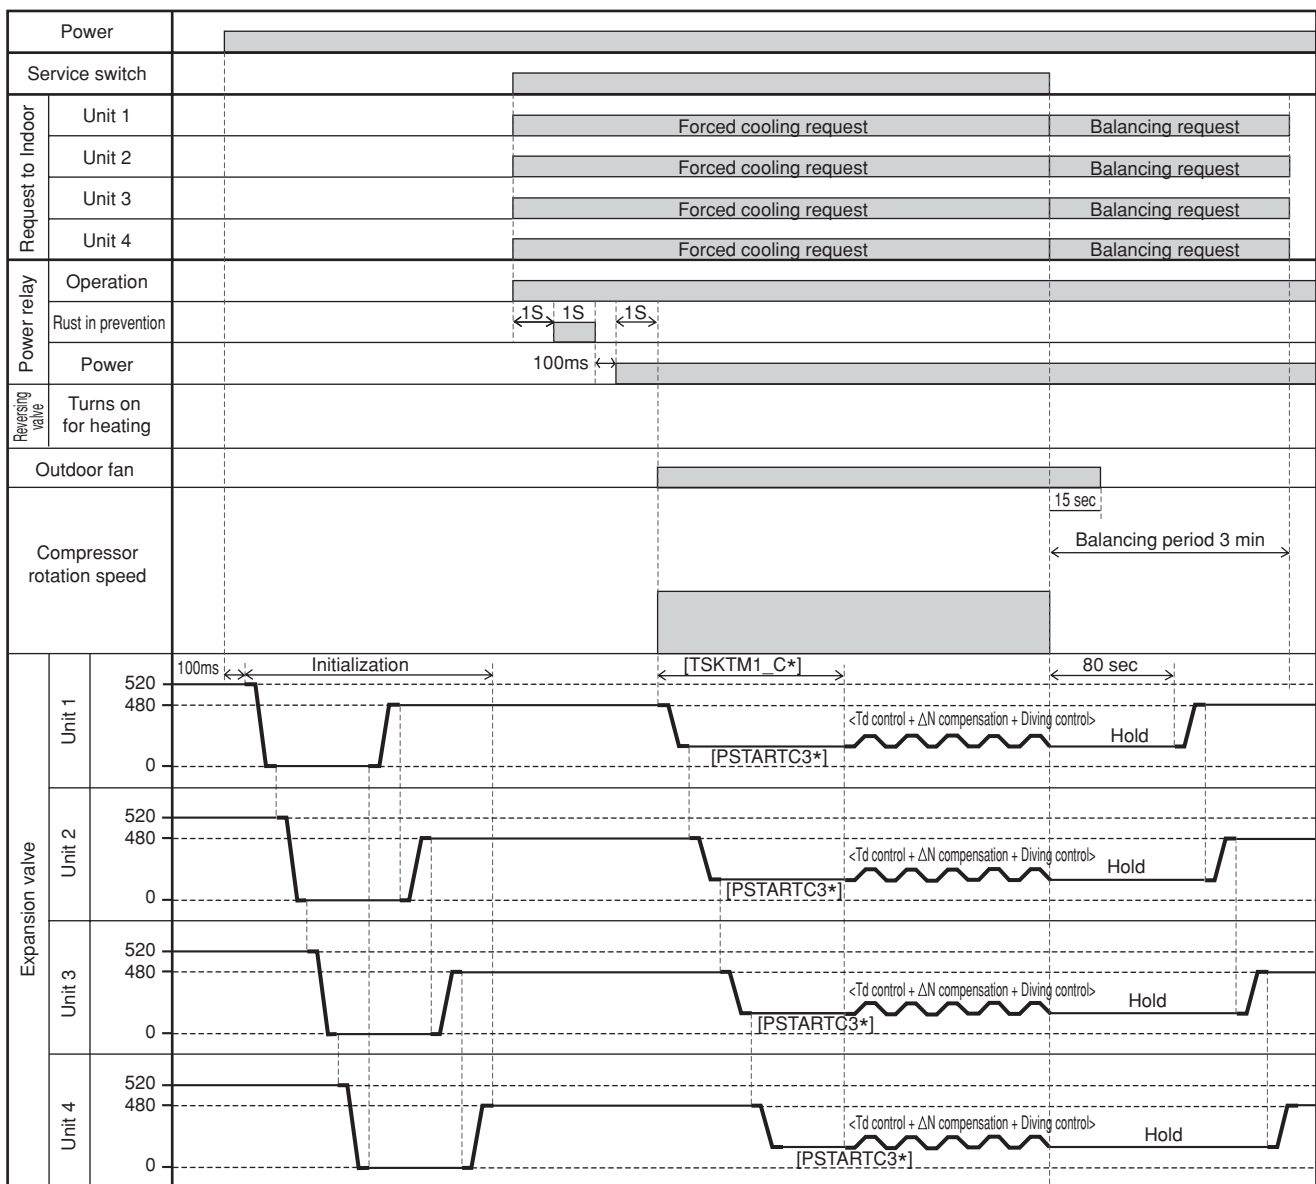 Power
Service switch
Request to Indoor
Unit 1
Forced cooling request
Balancing request
Unit 2
Forced cooling request
Balancing request
Unit 3
Forced cooling request
Balancing request
Unit 4
Forced cooling request
Balancing request
Power relay
Operation
Rust in prevention
1S
1S
1S
Power
100ms
Reversing valve
Turns on
for heating
Outdoor fan
15 sec
Compressor
rotation speed
Balancing period 3 min
Expansion valve
Unit 1
100ms
Initialization
[TSKTM1_C*]
80 sec
520
480
0
<Td control + ΔN compensation + Diving control>
Hold
[PSTARTC3*]
Unit 2
520
480
0
<Td control + ΔN compensation + Diving control>
Hold
[PSTARTC3*]
Unit 3
520
480
0
<Td control + ΔN compensation + Diving control>
Hold
[PSTARTC3*]
Unit 4
520
480
0
<Td control + ΔN compensation + Diving control>
Hold
[PSTARTC3*]